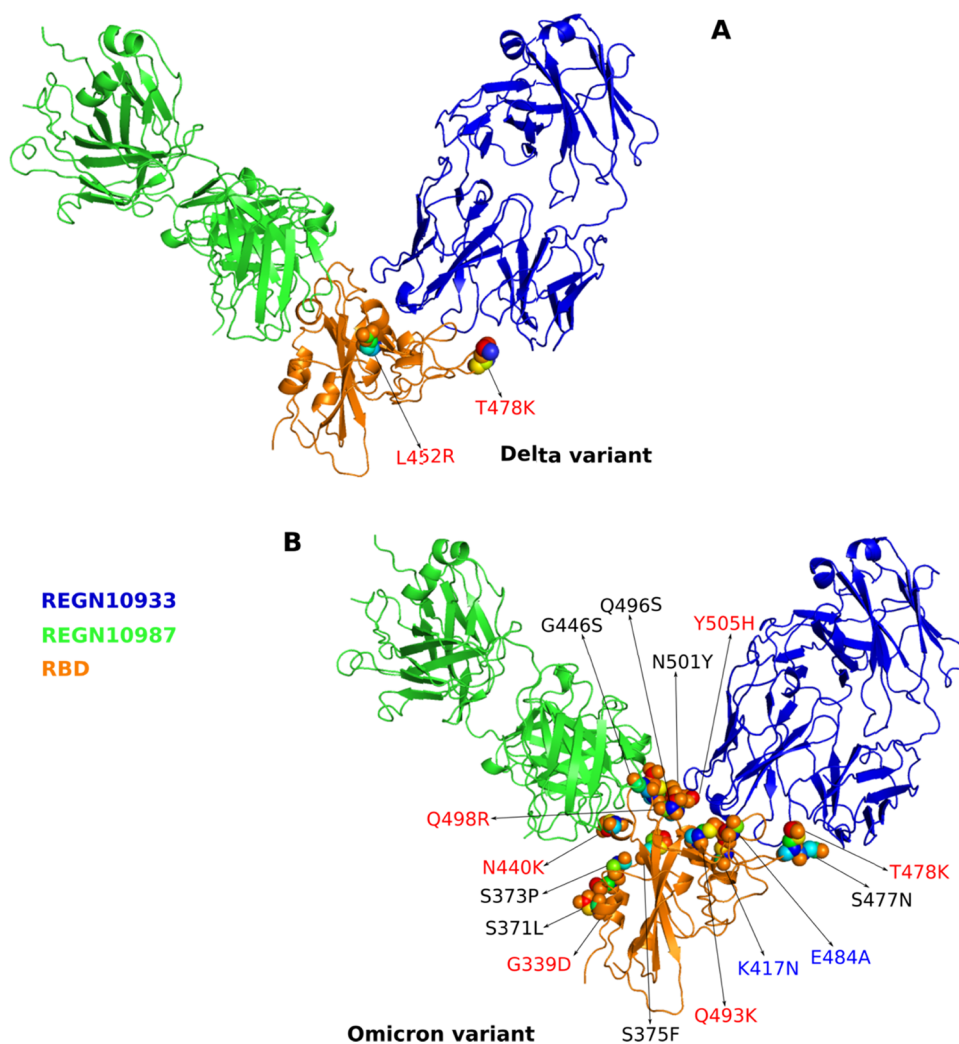 A
T478K
L452R
Delta variant
B
REGN10933
REGN10987
RBD
Q496S
G446S
Y505H
N501Y
Q498R
N440K
T478K
S373P
S477N
S371L
G339D
E484A
K417N
Q493K
S375F
Omicron variant